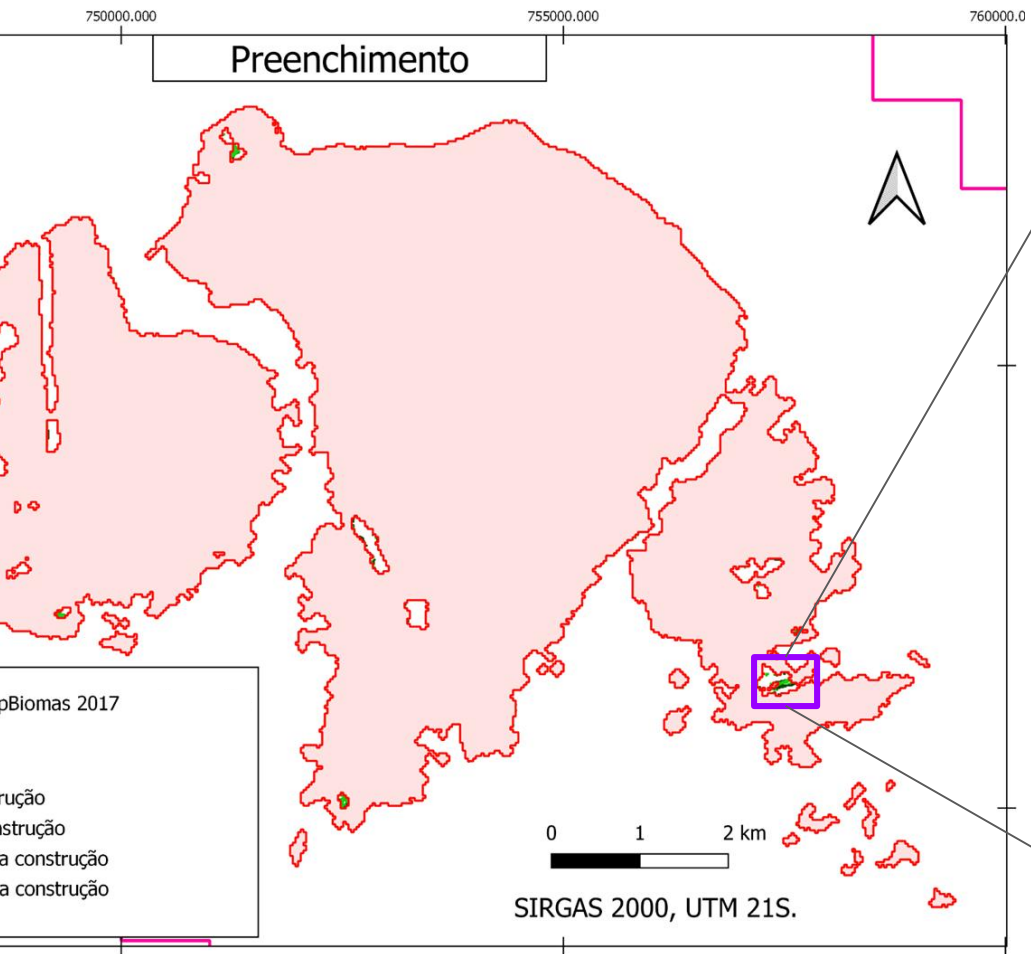 750000.000
755000.000
760000.0
Preenchimento
pBiomas 2017
rução
strução
a construção
a construção
0 1 2 km
SIRGAS 2000, UTM 21S.